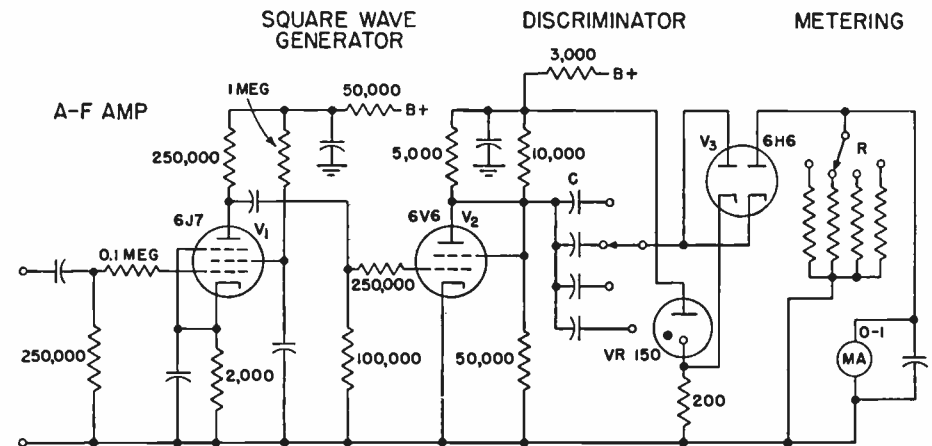 SQUARE WAVE
GENERATOR
DISCRIMINATOR
METERING
3,000
B+
1 MEG
50,000
B+
A-F AMP
250,000
5,000
10,000
V3
6H6
R
C
6J7
V1
6V6
V2
0.1 MEG
250,000
250,000
2,000
100,000
50,000
VR 150
200
0-1
MA